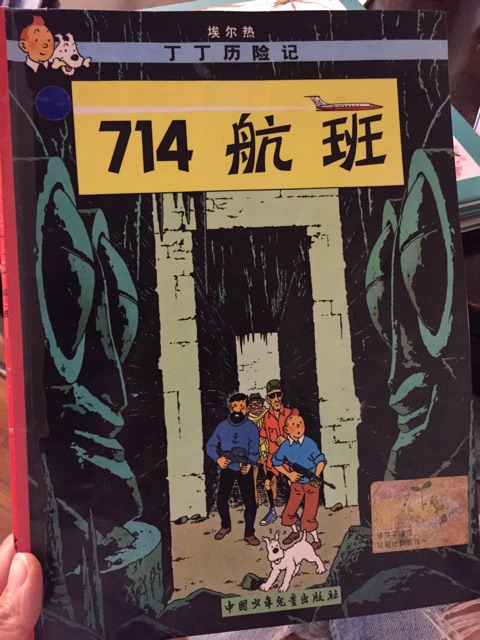 埃尔热
丁丁历险记
714 航班
中国少年儿童出版社